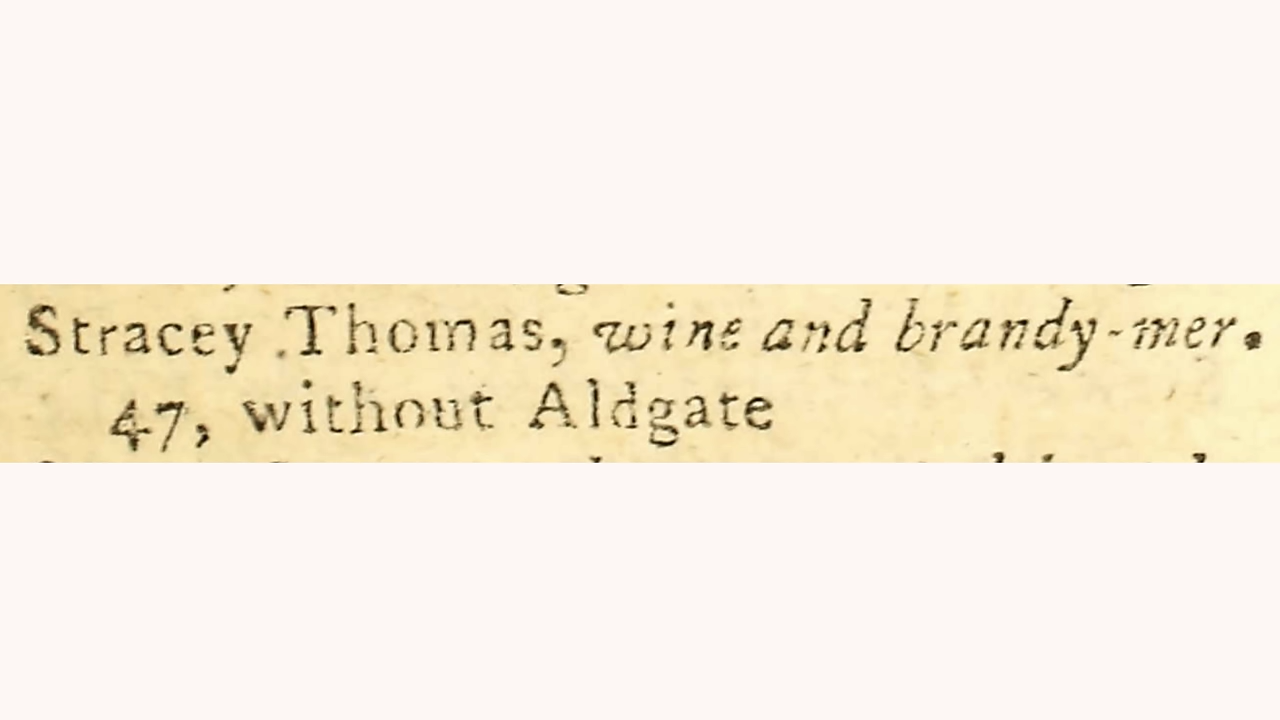 Stracey Thomas, wine and brandy-mer.
47, without Aldgate